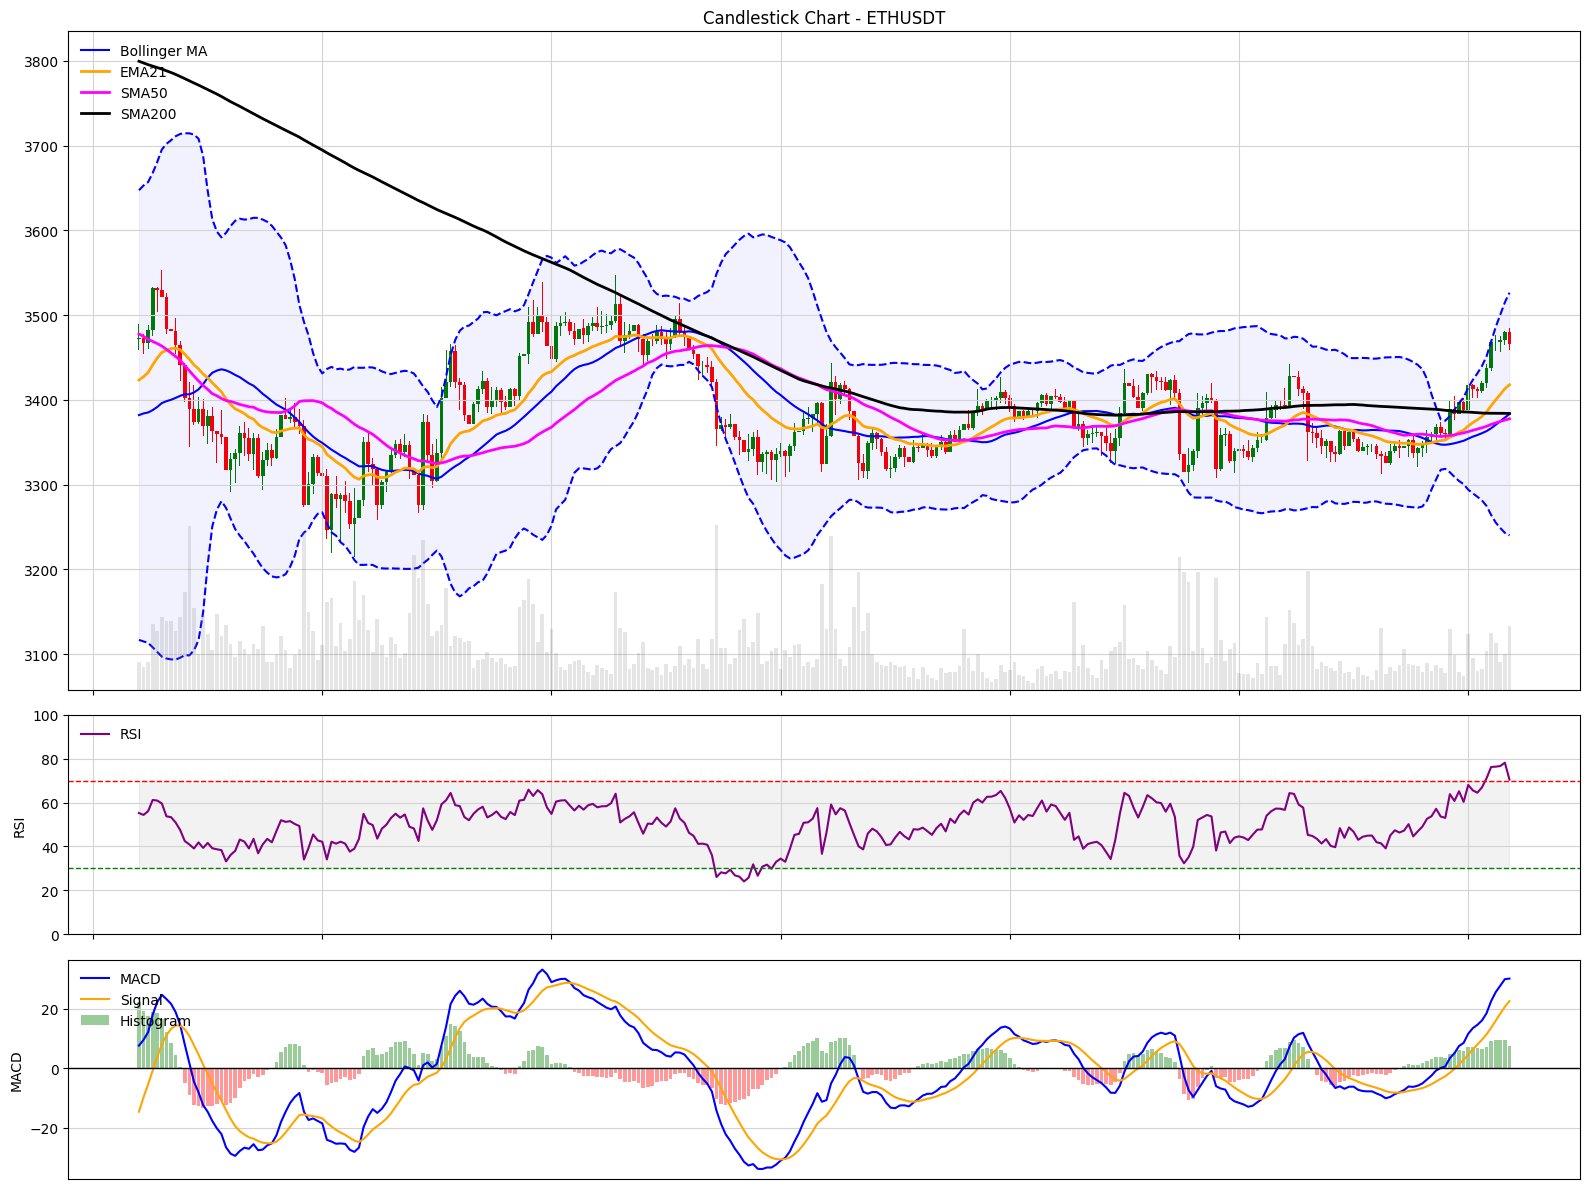 Candlestick Chart - ETHUSDT
Bollinger MA
EMA21
SMA50
SMA200
3800
3700
3600
3500
3400
3300
3200
3100
RSI
RSI
100
80
60
40
20
0
MACD
Signal
Histogram
MACD
20
0
−20